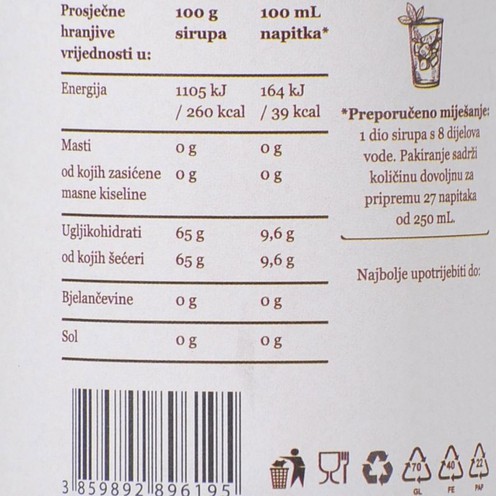 Prosječne hranjive vrijednosti u: 100 g sirupa 100 mL napitka*
Energija 1105 kJ / 260 kcal 164 kJ / 39 kcal
Masti 0 g 0 g
od kojih zasićene masne kiseline 0 g 0 g
Ugljikohidrati 65 g 9,6 g
od kojih šećeri 65 g 9,6 g
Bjelančevine 0 g 0 g
Sol 0 g 0 g
*Preporučeno miješanje:
1 dio sirupa s 8 dijelova
vode. Pakiranje sadrži
količinu dovoljnu za
pripremu 27 napitaka
od 250 mL.
Najbolje upotrijebiti do:
3 859892 896195
70 GL
40 FE
22 PAP